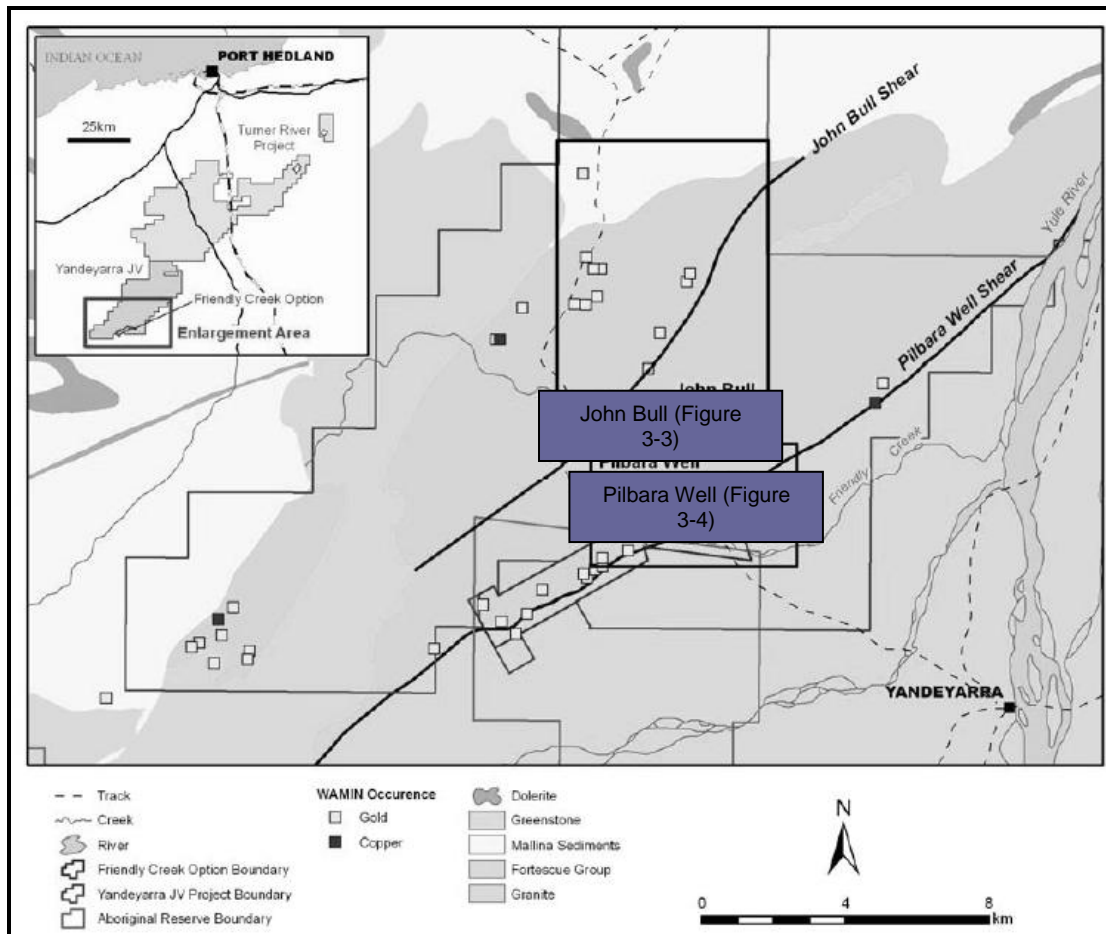 INDIAN OCEAN
PORT HEDLAND
25km
Turner River
Project
Yandeyarra JV
Friendly Creek Option
Enlargement Area
John Bull Shear
Yule River
Pilbara Well Shear
John Bull
John Bull (Figure
3-3)
Pilbara Well
Pilbara Well (Figure
3-4)
Friendly Creek
YANDEYARRA
Track
Creek
River
Friendly Creek Option Boundary
Yandeyarra JV Project Boundary
Aboriginal Reserve Boundary
WAMIN Occurence
Gold
Copper
Dolerite
Greenstone
Mallina Sediments
Fortescue Group
Granite
N
0 4 8
km